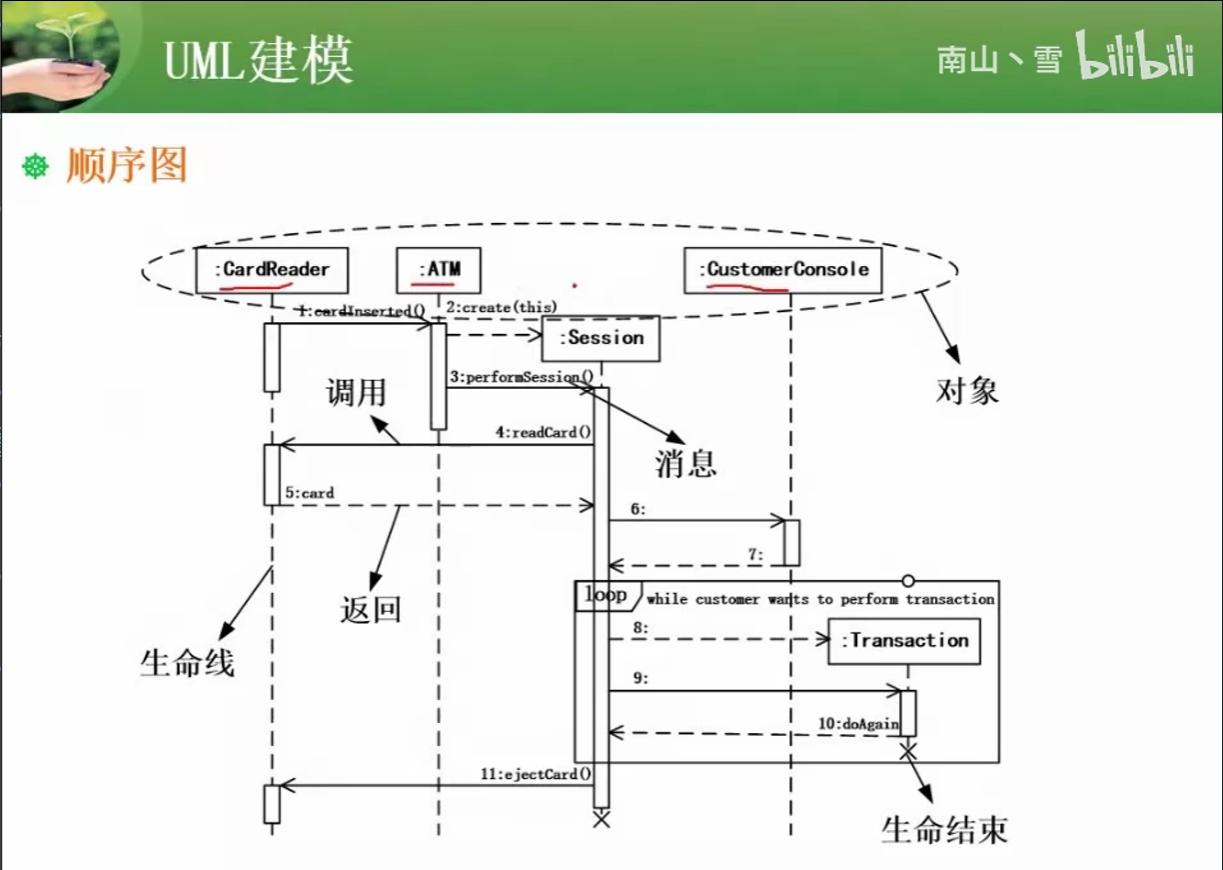 UML建模
南山丶雪 bilibili
顺序图
:CardReader
:ATM
:CustomerConsole
1:cardInserted()
2:create(this)
:Session
3:performSession()
调用
对象
4:readCard()
消息
5:card
6:
7:
返回
loop
while customer wants to perform transaction
8:
:Transaction
生命线
9:
10:doAgain
11:ejectCard()
生命结束